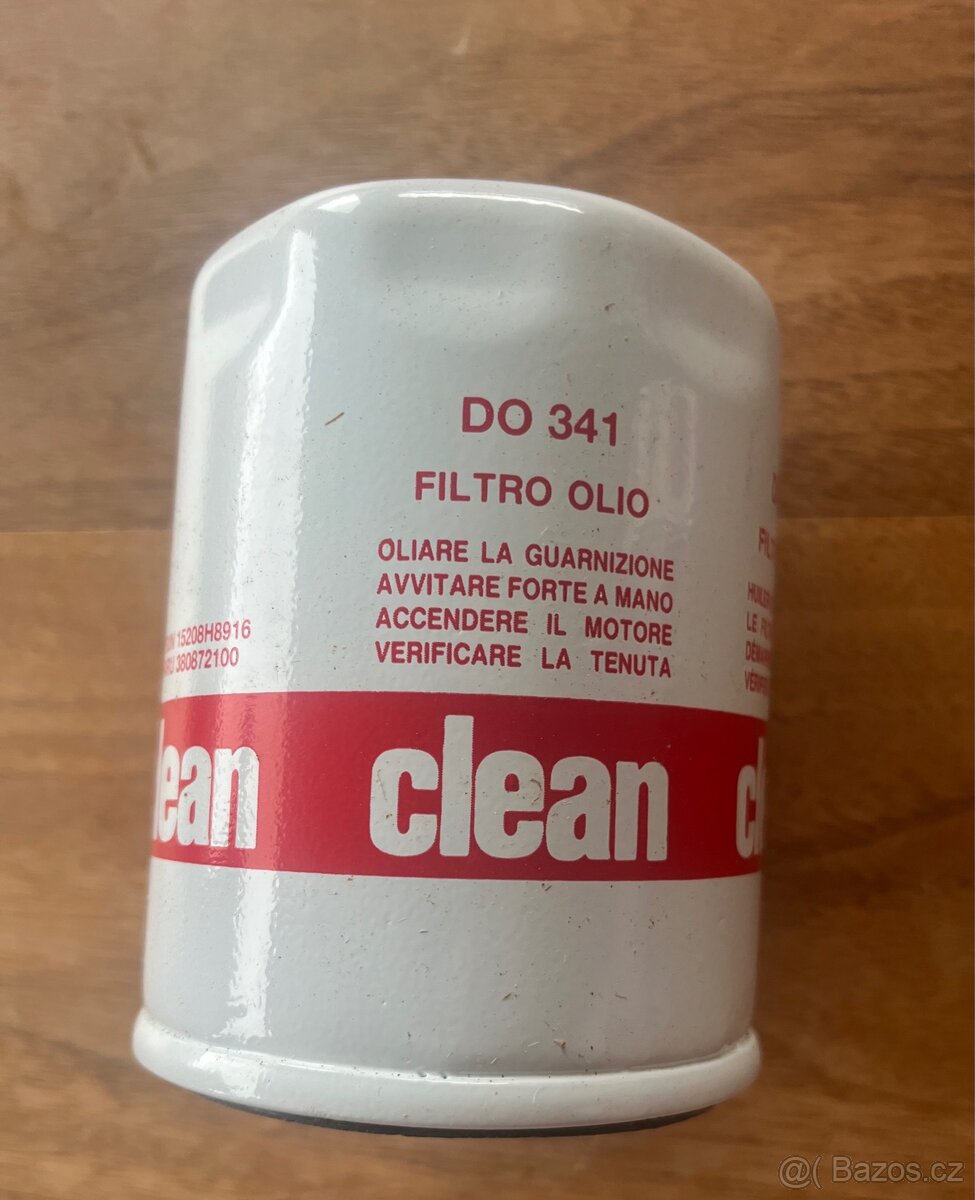 DO 341
FILTRO OLIO
OLIARE LA GUARNIZIONE
AVVITARE FORTE A MANO
ACCENDERE IL MOTORE
VERIFICARE LA TENUTA
15208H8916
380872100
clean
@( Bazos.cz